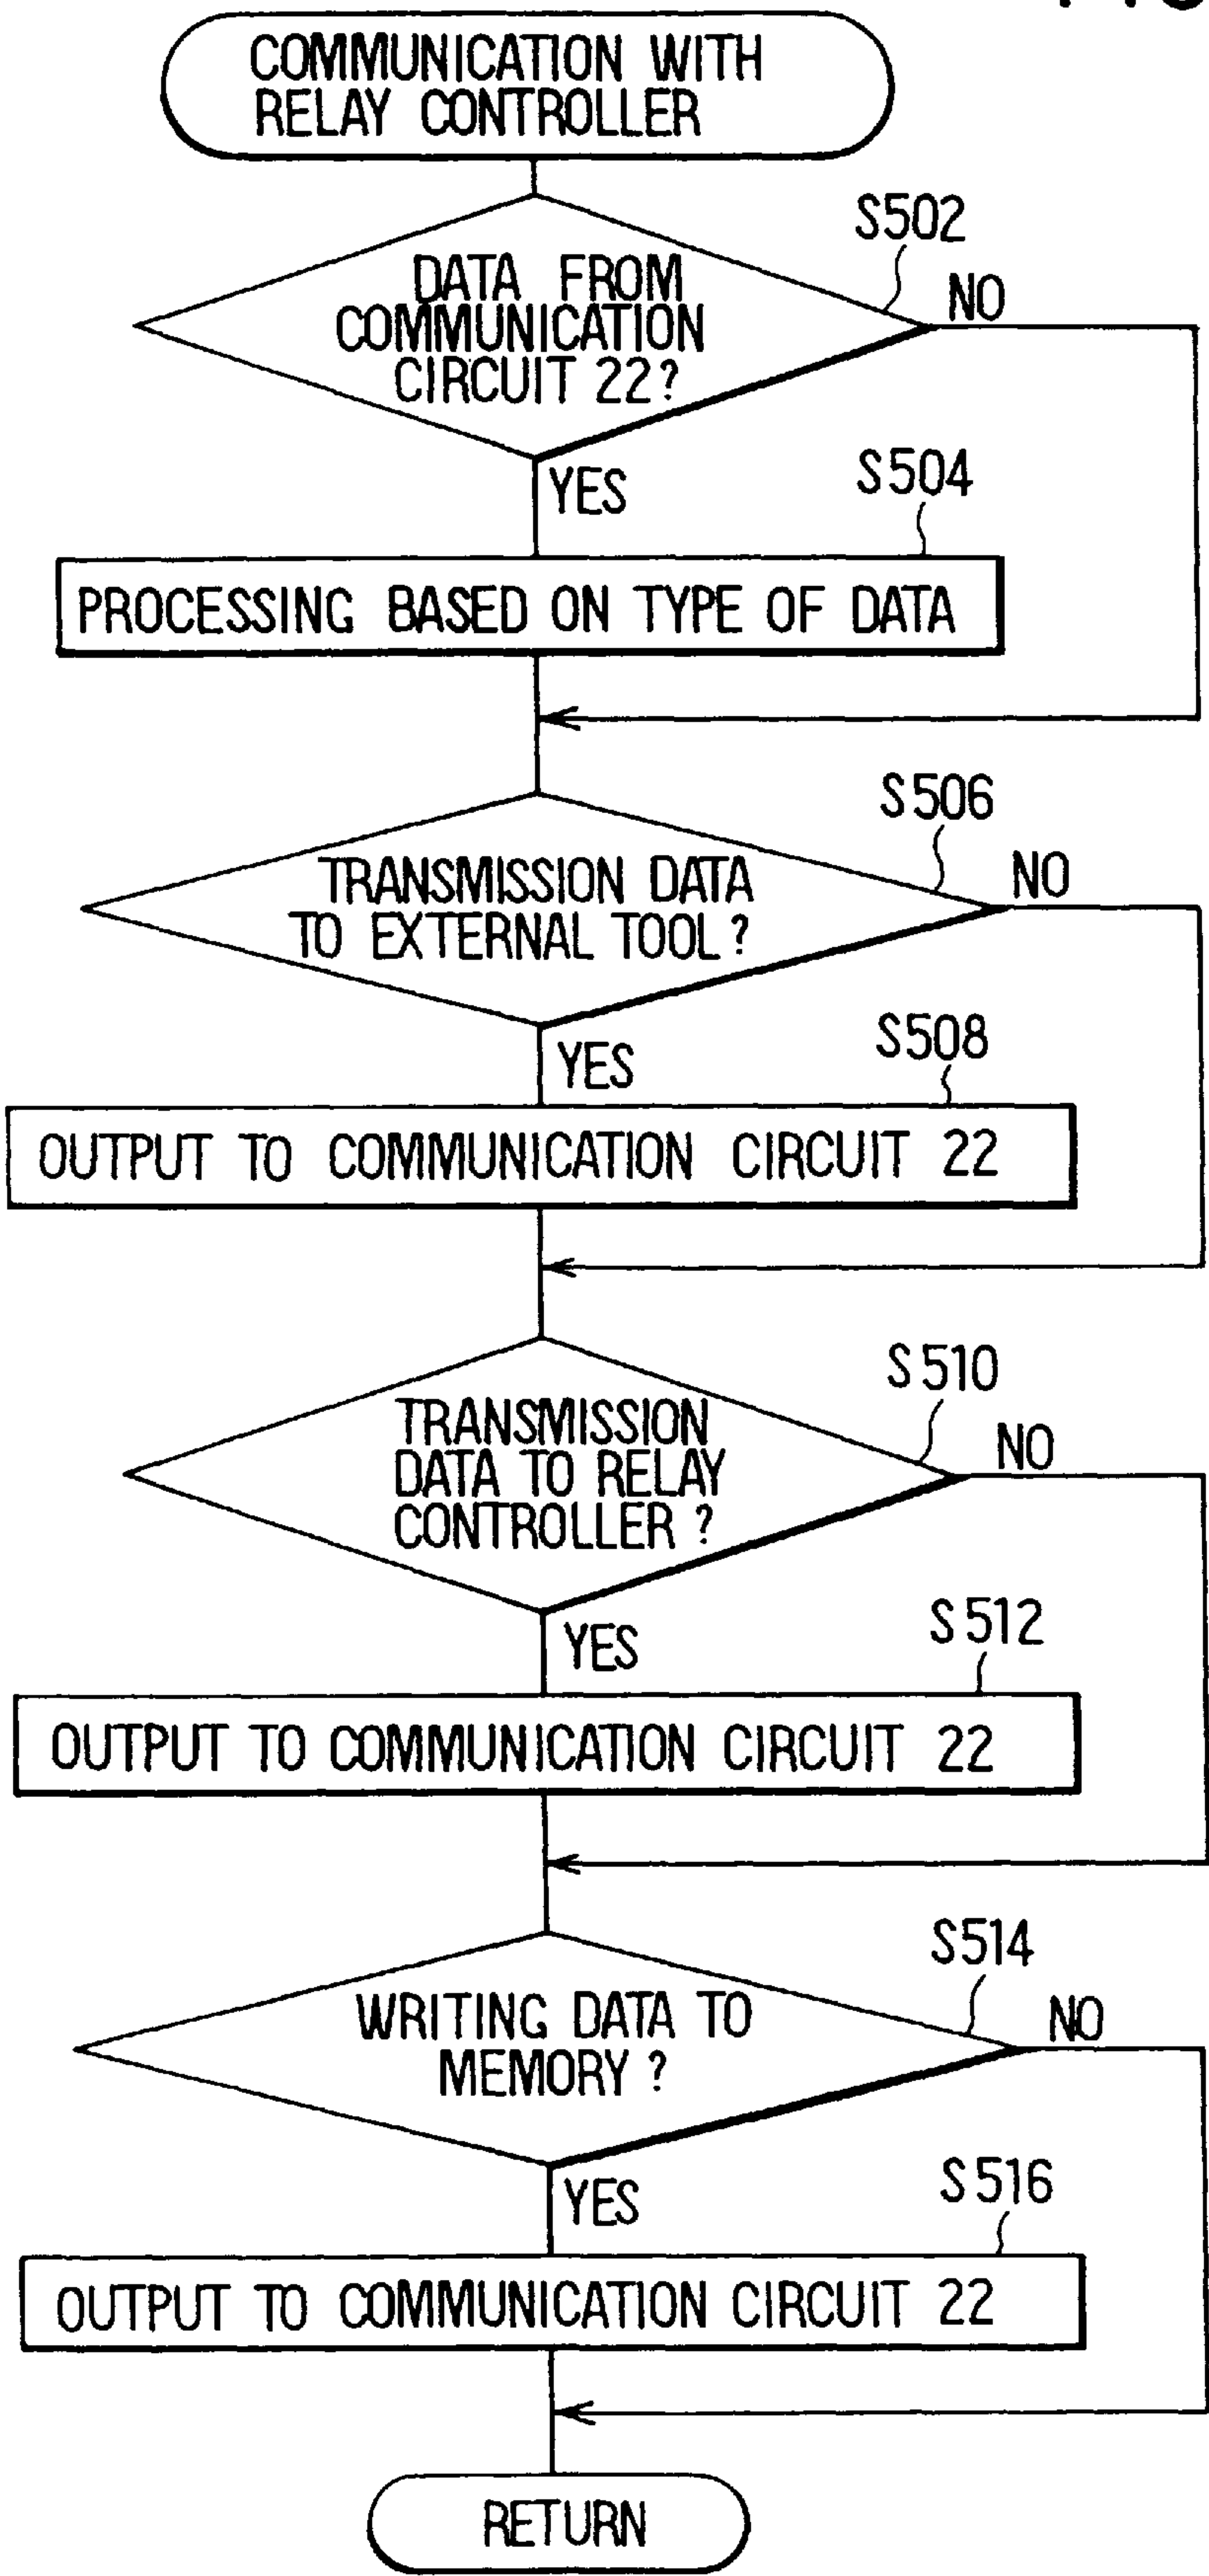 COMMUNICATION WITH
RELAY CONTROLLER
S502
DATA FROM
COMMUNICATION
CIRCUIT 22?
NO
YES
S504
PROCESSING BASED ON TYPE OF DATA
S506
TRANSMISSION DATA
TO EXTERNAL TOOL?
NO
YES
S508
OUTPUT TO COMMUNICATION CIRCUIT 22
S510
TRANSMISSION
DATA TO RELAY
CONTROLLER?
NO
YES
S512
OUTPUT TO COMMUNICATION CIRCUIT 22
S514
WRITING DATA TO
MEMORY?
NO
YES
S516
OUTPUT TO COMMUNICATION CIRCUIT 22
RETURN